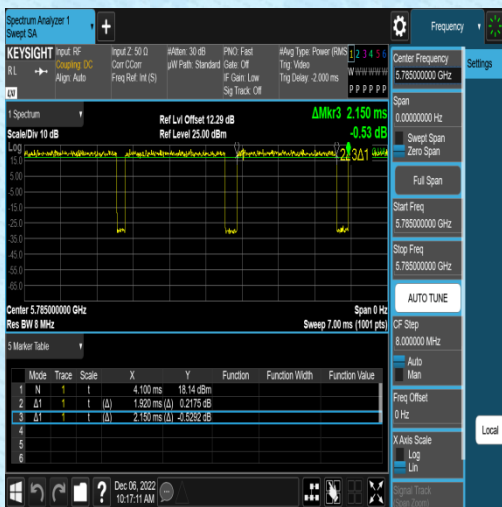 Spectrum Analyzer 1
Swept SA
+
Frequency
KEYSIGHT
RL
Input: RF
Coupling: DC
Align: Auto
Input Z: 50 Ω
Corr CCorr
Freq Ref: Int (S)
#Atten: 30 dB
µW Path: Standard
PNO: Fast
Gate: Off
IF Gain: Low
Sig Track: Off
#Avg Type: Power (RMS
Trig: Video
Trig Delay: -2.000 ms
1 2 3 4 5 6
W W W W W W
P P P P P P
Settings
1 Spectrum
Scale/Div 10 dB
Ref Lvl Offset 12.29 dB
Ref Level 25.00 dBm
ΔMkr3 2.150 ms
-0.53 dB
Log
15.0
5.00
-5.00
-15.0
-25.0
-35.0
-45.0
-55.0
-65.0
3Δ1
Center 5.785000000 GHz
Res BW 8 MHz
Span 0 Hz
Sweep 7.00 ms (1001 pts)
5 Marker Table
Mode Trace Scale X Y Function Function Width Function Value
1 N 1 t 4.100 ms 18.14 dBm
2 Δ1 1 t (Δ) 1.920 ms (Δ) 0.2175 dB
3 Δ1 1 t (Δ) 2.150 ms (Δ) -0.5292 dB
4
5
6
?
Dec 06, 2022
10:17:11 AM
Center Frequency
5.785000000 GHz
Span
0.00000000 Hz
Swept Span
Zero Span
Full Span
Start Freq
5.785000000 GHz
Stop Freq
5.785000000 GHz
AUTO TUNE
CF Step
8.000000 MHz
Auto
Man
Freq Offset
0 Hz
X Axis Scale
Log
Lin
Signal Track
(Span Zoom)
Local